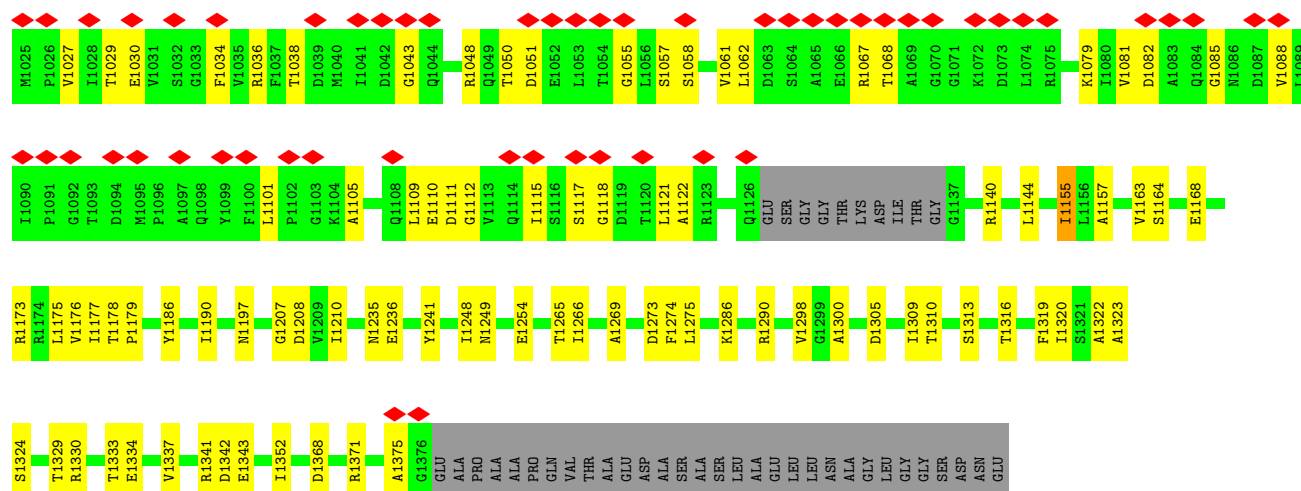 M1025 P1026 V1027 I1028 T1029 E1030 V1031 S1032 G1033 F1034 V1035 R1036 F1037 T1038 D1039 M1040 I1041 D1042 G1043 Q1044 R1048 Q1049 T1050 D1051 E1052 L1053 T1054 G1055 L1056 S1057 S1058 V1061 L1062 D1063 S1064 A1065 E1066 R1067 T1068 A1069 G1070 G1071 K1072 D1073 L1074 R1075 K1079 I1080 V1081 D1082 A1083 Q1084 G1085 N1086 D1087 V1088 L1089
I1090 P1091 G1092 T1093 D1094 M1095 P1096 A1097 Q1098 Y1099 F1100 L1101 P1102 G1103 K1104 A1105 Q1108 L1109 E1110 D1111 G1112 V1113 Q1114 I1115 S1116 S1117 G1118 D1119 T1120 L1121 A1122 R1123 Q1126 GLU SER GLY GLY THR LYS ASP ILE THR GLY G1137 R1140 L1144 I1155 L1156 A1157 V1163 S1164 E1168
R1173 R1174 L1175 V1176 I1177 T1178 P1179 Y1186 I1190 N1197 G1207 D1208 V1209 I1210 N1235 E1236 Y1241 I1248 N1249 E1254 T1265 I1266 A1269 D1273 F1274 L1275 K1286 R1290 V1298 G1299 A1300 D1305 I1309 T1310 S1313 T1316 F1319 I1320 S1321 A1322 A1323
S1324 T1329 R1330 T1333 E1334 V1337 R1341 D1342 E1343 I1352 D1368 R1371 A1375 G1376 GLU ALA PRO ALA ALA PRO GLN VAL THR ALA GLU ASP ALA SER ALA SER LEU ALA GLU LEU LEU ASN ALA GLY LEU GLY GLY SER ASP ASN GLU